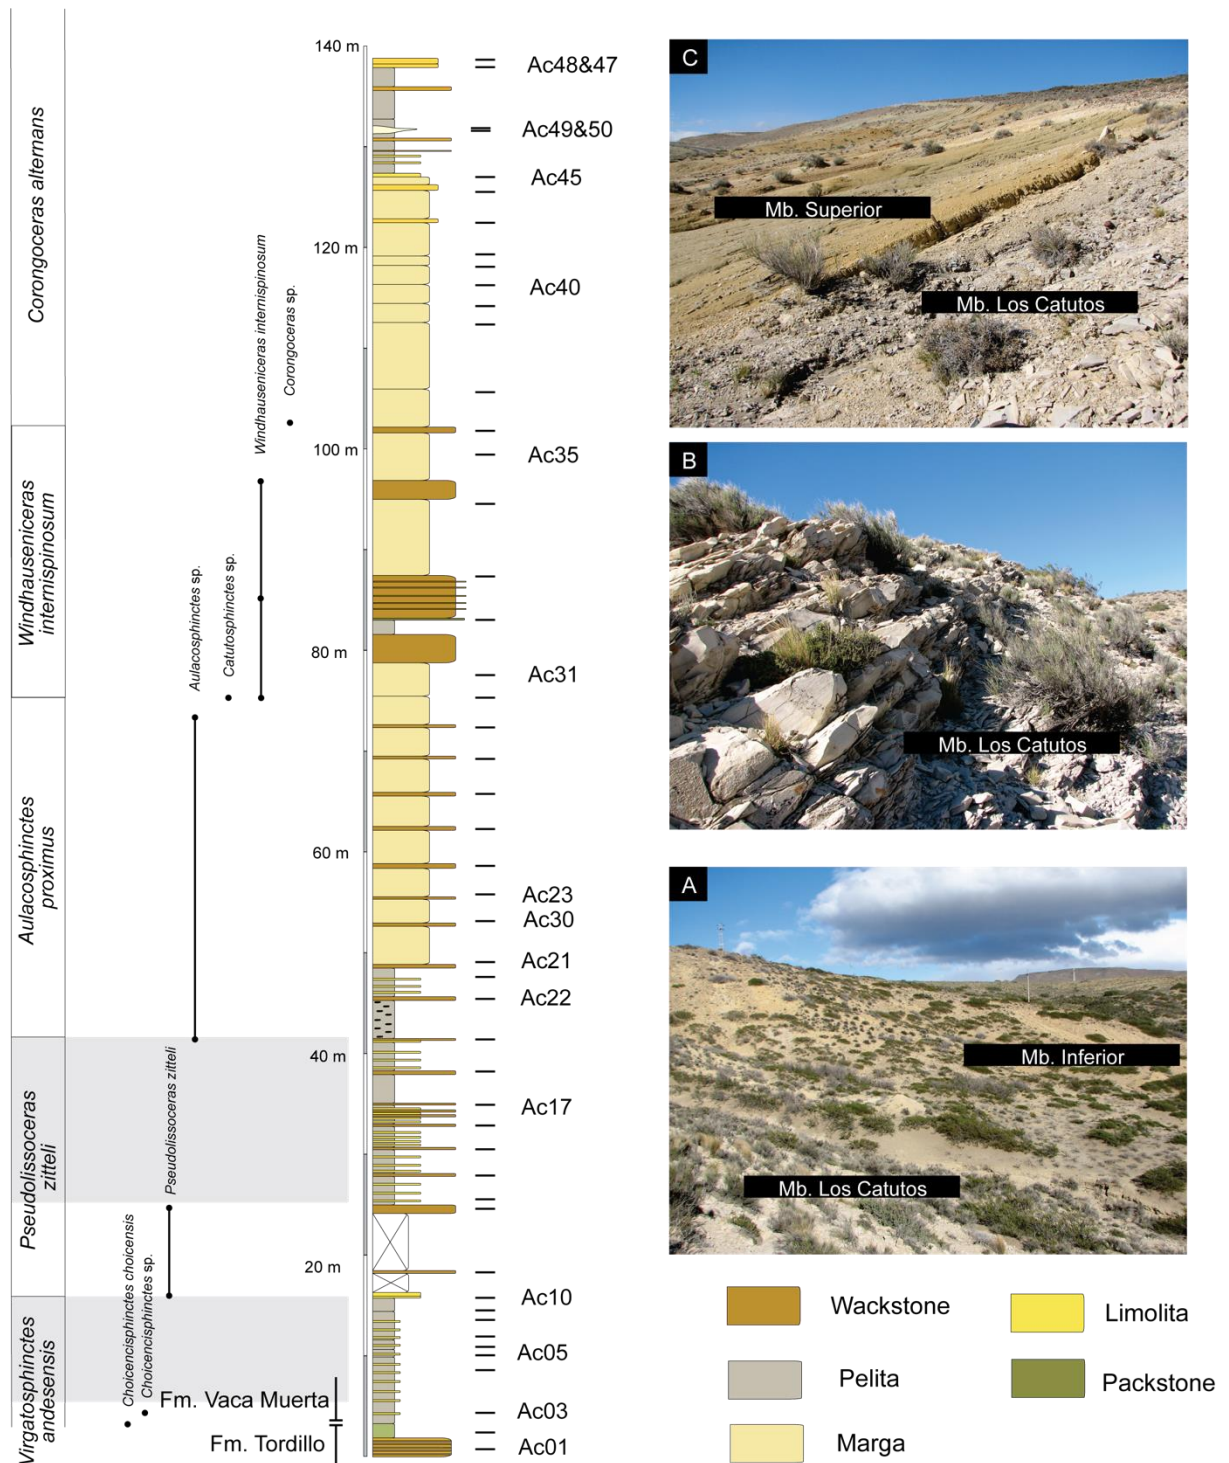 Corongoceras alternans
Windhauseniceras
internispinosum
Aulacosphinctes
proximus
Pseudolissoceras
zitteli
Virgatosphinctes
andesensis
Choicencisphinctes choicensis
Choicencisphinctes sp.
Pseudolissoceras zitteli
Aulacosphinctes sp.
Catutosphinctes sp.
Windhauseniceras internispinosum
Corongoceras sp.
Fm. Vaca Muerta
Fm. Tordillo
140 m
120 m
100 m
80 m
60 m
40 m
20 m
Ac48&47
Ac49&50
Ac45
Ac40
Ac35
Ac31
Ac23
Ac30
Ac21
Ac22
Ac17
Ac10
Ac05
Ac03
Ac01
C
Mb. Superior
Mb. Los Catutos
B
Mb. Los Catutos
A
Mb. Inferior
Mb. Los Catutos
Wackstone
Limolita
Pelita
Packstone
Marga